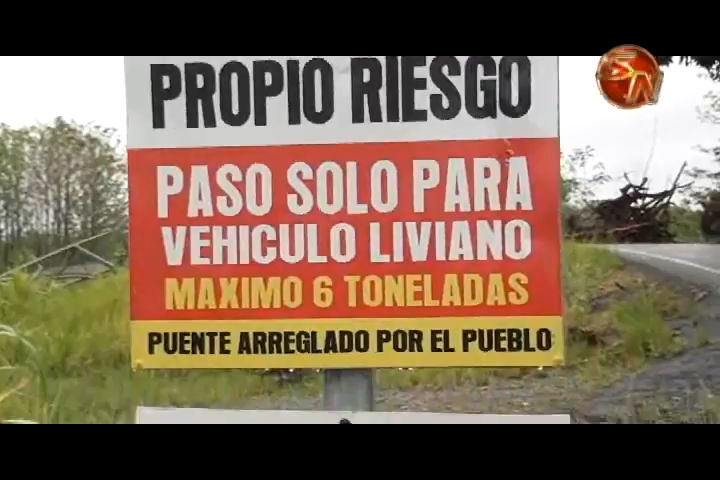 PROPIO RIESGO
PASO SOLO PARA
VEHICULO LIVIANO
MAXIMO 6 TONELADAS
PUENTE ARREGLADO POR EL PUEBLO